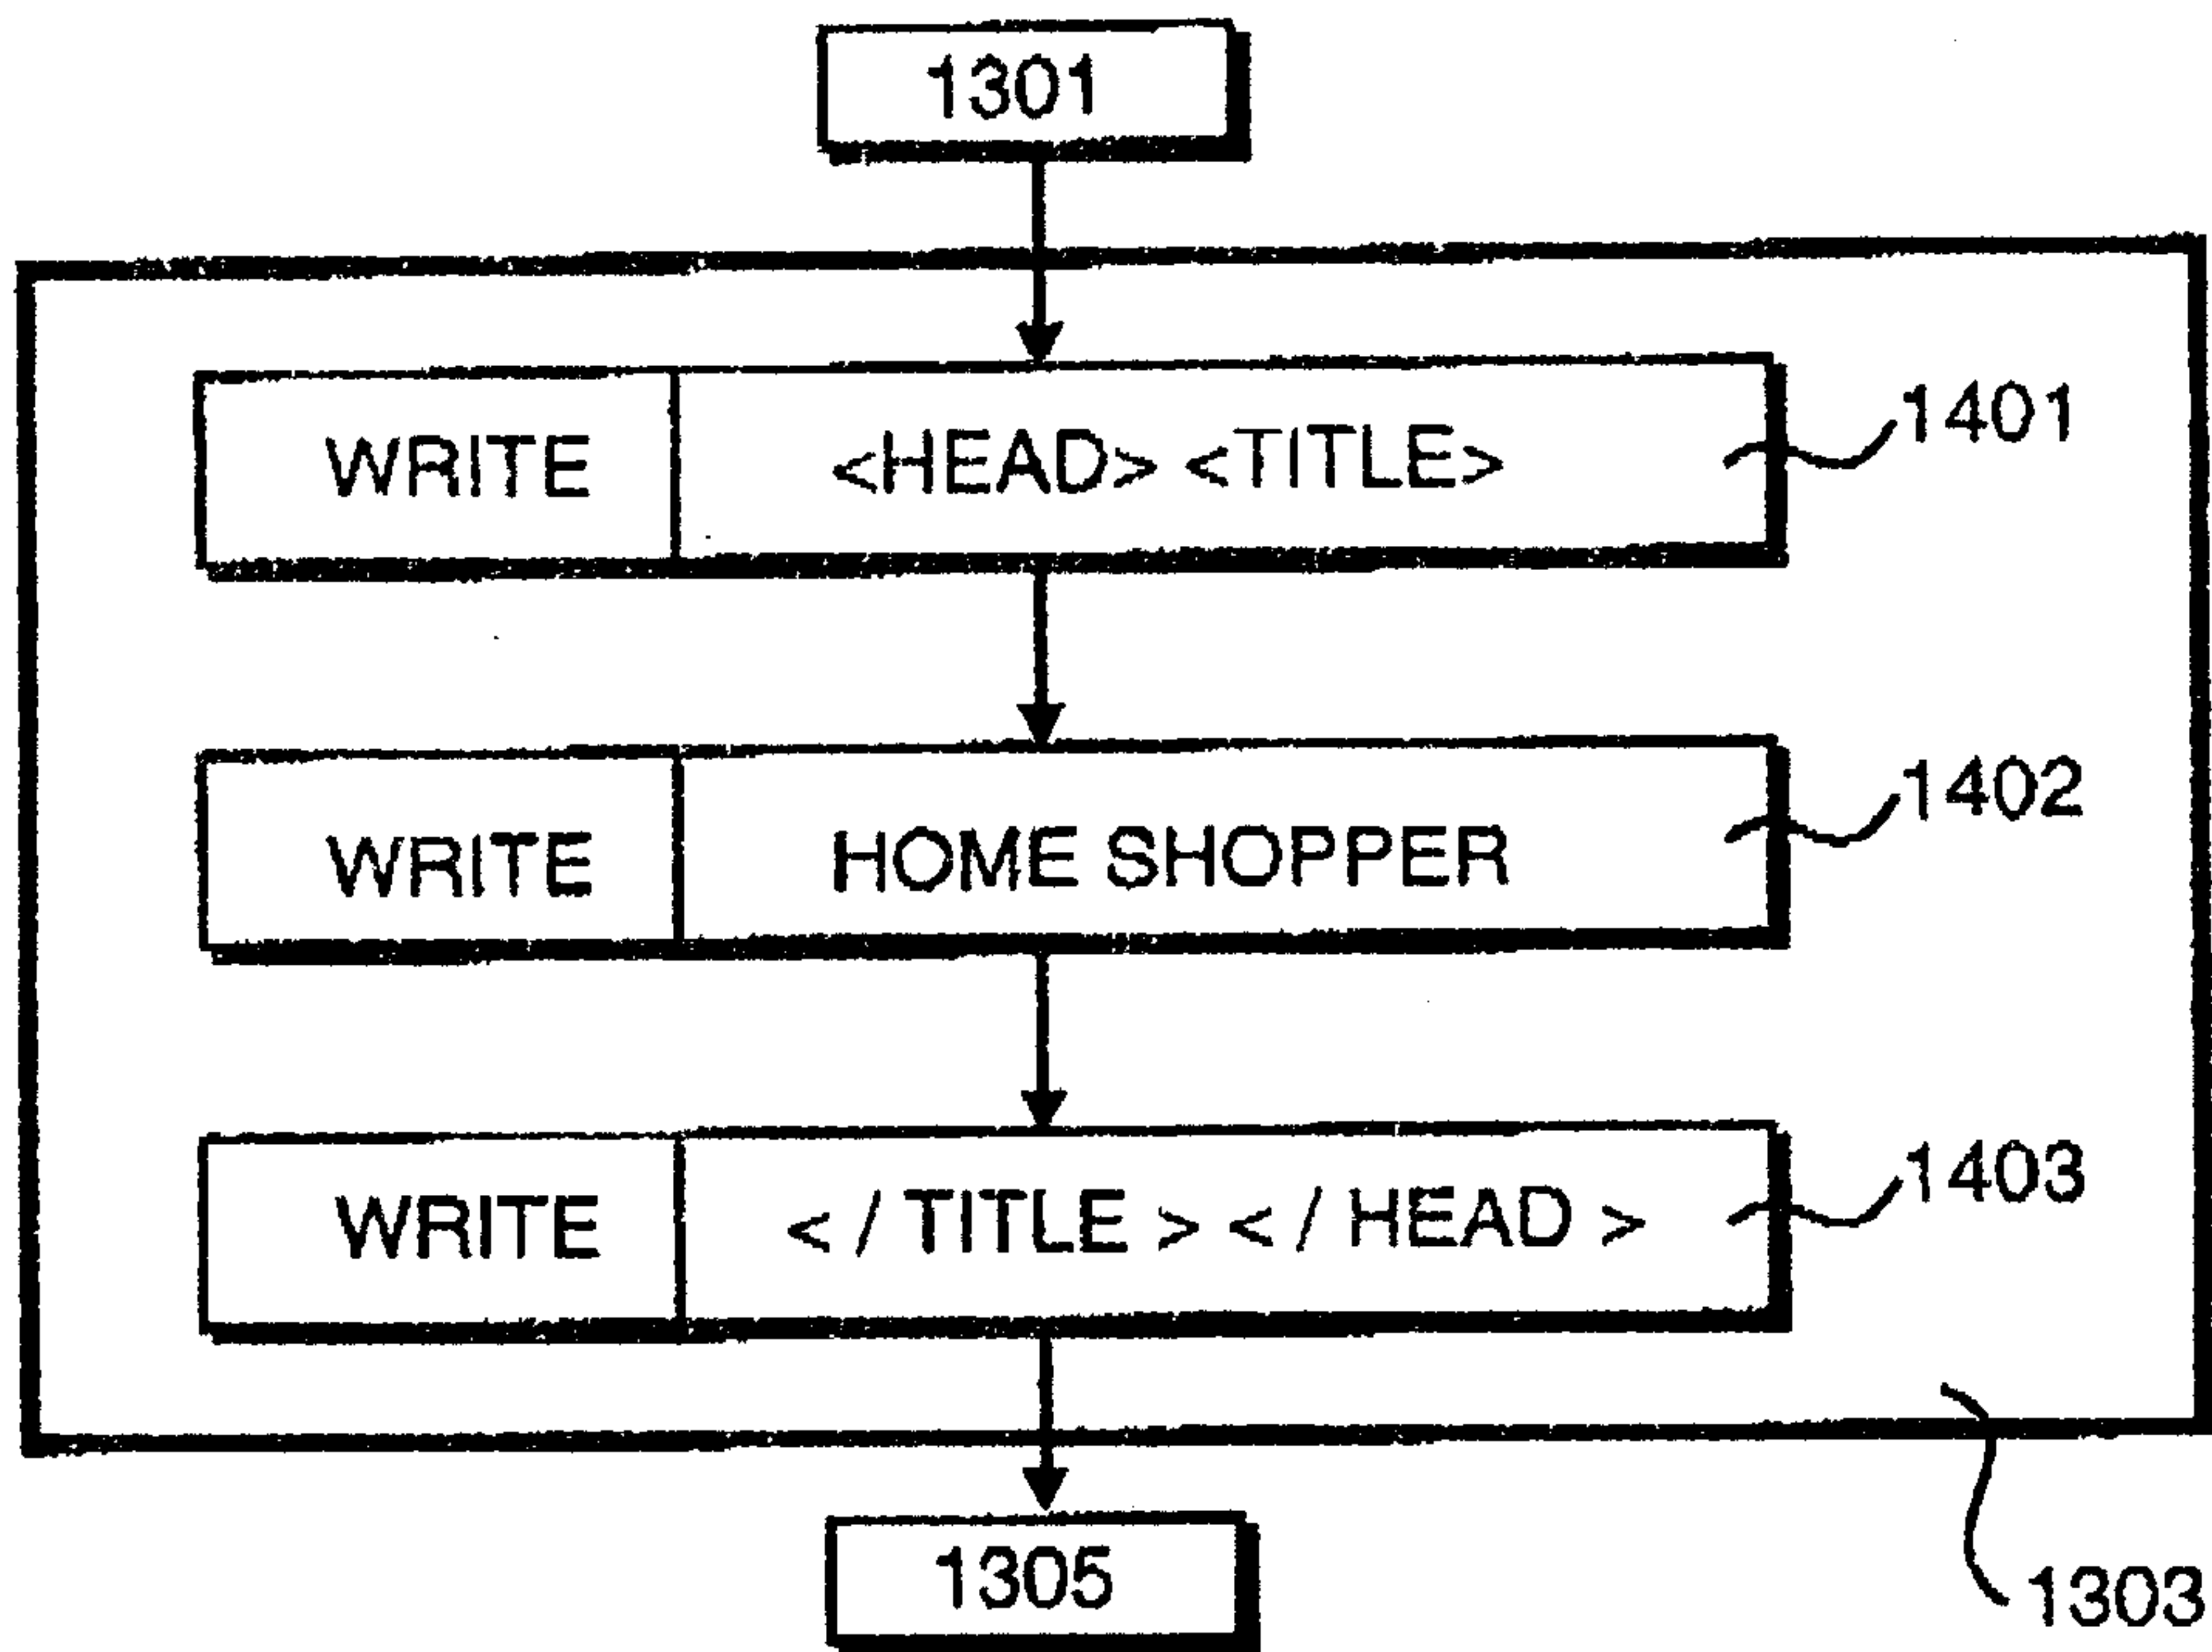 1301
WRITE <HEAD> <TITLE> 1401
WRITE HOME SHOPPER 1402
WRITE < / TITLE > < / HEAD > 1403
1305
1303